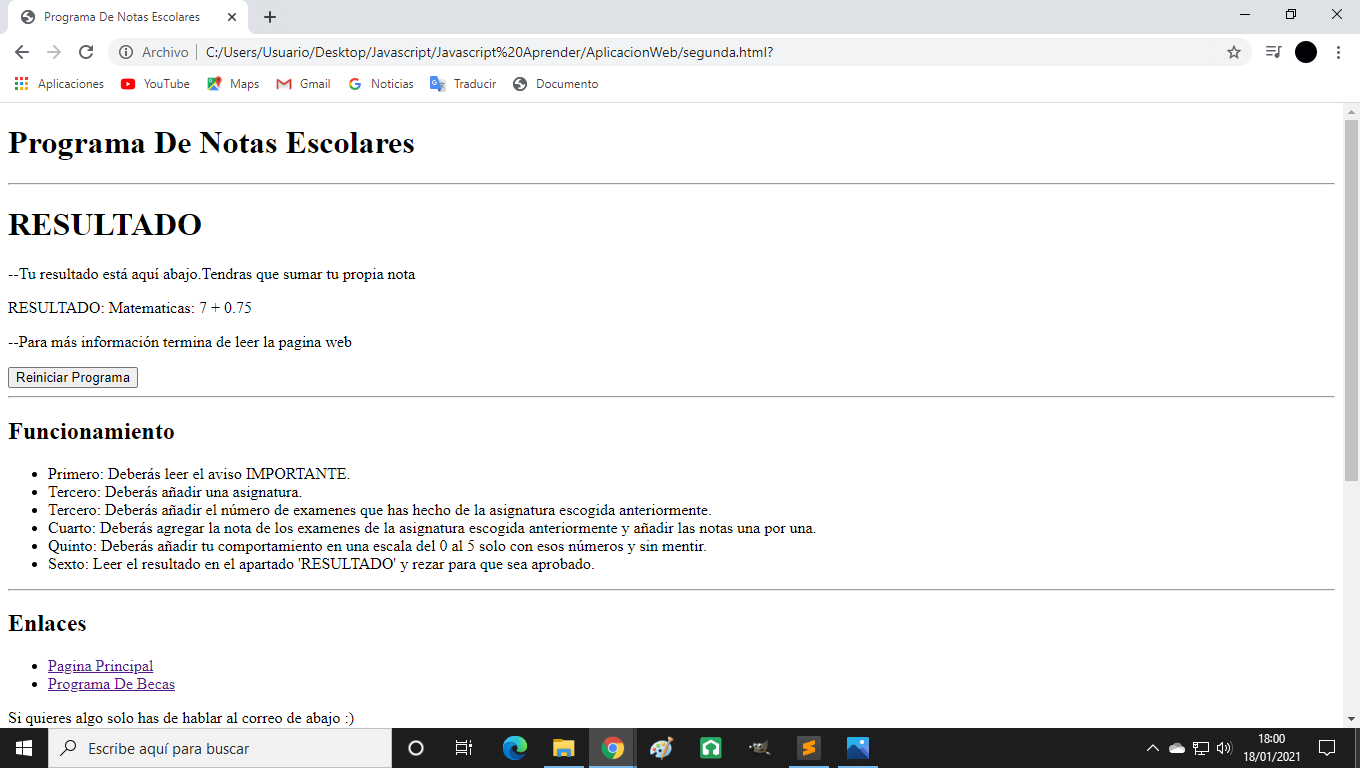 Programa De Notas Escolares
Archivo C:/Users/Usuario/Desktop/Javascript/Javascript%20Aprender/AplicacionWeb/segunda.html?
Aplicaciones YouTube Maps Gmail Noticias Traducir Documento
Programa De Notas Escolares
RESULTADO
--Tu resultado está aquí abajo.Tendras que sumar tu propia nota
RESULTADO: Matematicas: 7 + 0.75
--Para más información termina de leer la pagina web
Reiniciar Programa
Funcionamiento
Primero: Deberás leer el aviso IMPORTANTE.
Tercero: Deberás añadir una asignatura.
Tercero: Deberás añadir el número de examenes que has hecho de la asignatura escogida anteriormente.
Cuarto: Deberás agregar la nota de los examenes de la asignatura escogida anteriormente y añadir las notas una por una.
Quinto: Deberás añadir tu comportamiento en una escala del 0 al 5 solo con esos números y sin mentir.
Sexto: Leer el resultado en el apartado 'RESULTADO' y rezar para que sea aprobado.
Enlaces
Pagina Principal
Programa De Becas
Si quieres algo solo has de hablar al correo de abajo :)
Escribe aquí para buscar
18:00
18/01/2021